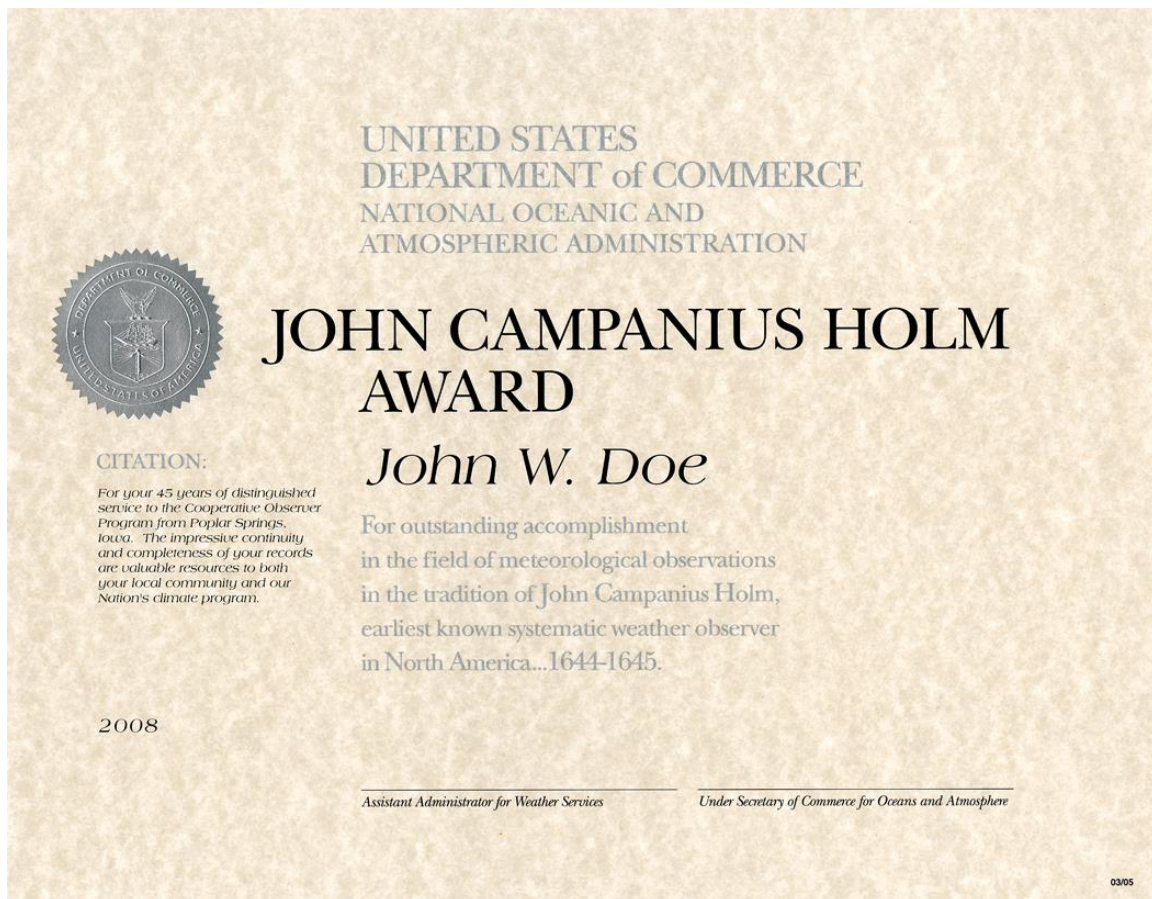 UNITED STATES
DEPARTMENT of COMMERCE
NATIONAL OCEANIC AND
ATMOSPHERIC ADMINISTRATION
DEPARTMENT OF COMMERCE
UNITED STATES OF AMERICA
JOHN CAMPANIUS HOLM
AWARD
John W. Doe
CITATION:
For your 45 years of distinguished
service to the Cooperative Observer
Program from Poplar Springs,
Iowa. The impressive continuity
and completeness of your records
are valuable resources to both
your local community and our
Nation's climate program.
For outstanding accomplishment
in the field of meteorological observations
in the tradition of John Campanius Holm,
earliest known systematic weather observer
in North America...1644-1645.
2008
Assistant Administrator for Weather Services
Under Secretary of Commerce for Oceans and Atmosphere
03/05